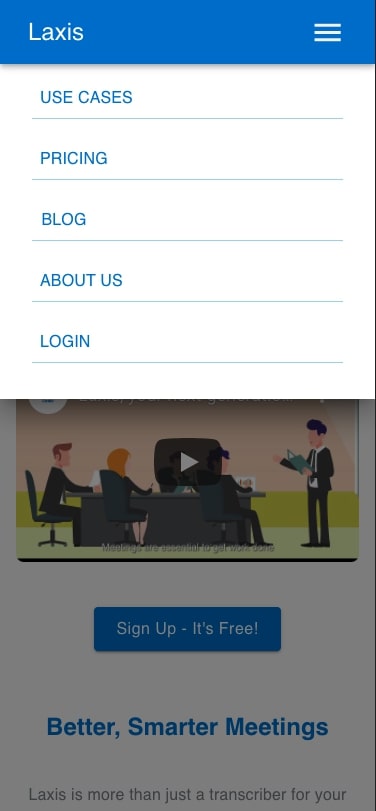 Laxis
USE CASES
PRICING
BLOG
ABOUT US
LOGIN
Meetings are essential to get work done
Sign Up - It's Free!
Better, Smarter Meetings
Laxis is more than just a transcriber for your